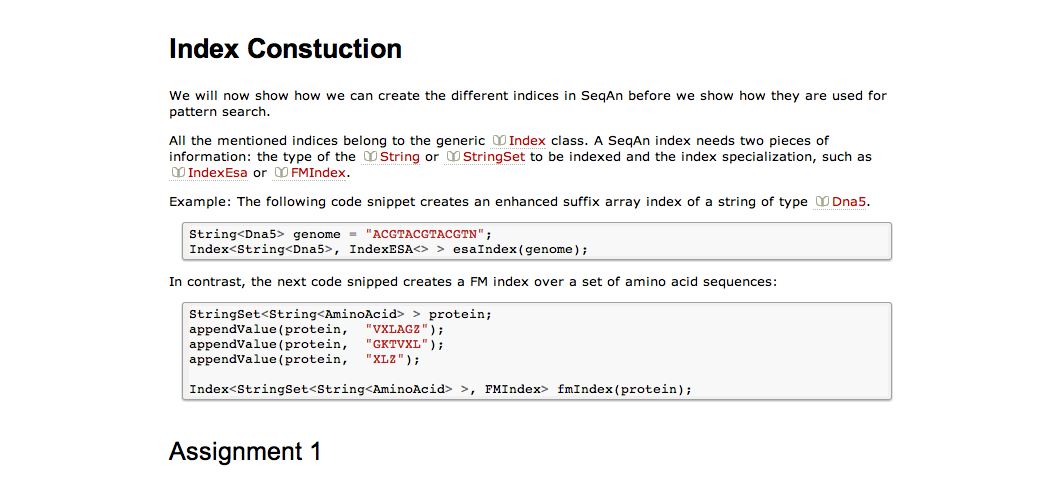 Index Constuction
We will now show how we can create the different indices in SeqAn before we show how they are used for
pattern search.
All the mentioned indices belong to the generic Index class. A SeqAn index needs two pieces of
information: the type of the String or StringSet to be indexed and the index specialization, such as
IndexEsa or FMIndex.
Example: The following code snippet creates an enhanced suffix array index of a string of type Dna5.
String<Dna5> genome = "ACGTACGTACGTN";
Index<String<Dna5>, IndexESA<> > esaIndex(genome);
In contrast, the next code snipped creates a FM index over a set of amino acid sequences:
StringSet<String<AminoAcid> > protein;
appendValue(protein,  "VXLAGZ");
appendValue(protein,  "GKTVXL");
appendValue(protein,  "XLZ");
Index<StringSet<String<AminoAcid> >, FMIndex> fmIndex(protein);
Assignment 1